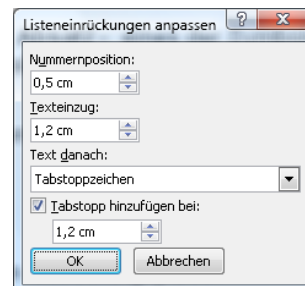 Listeneinrückungen anpassen
Nummernposition:
0,5 cm
Texteinzug:
1,2 cm
Text danach:
Tabstoppzeichen
Tabstopp hinzufügen bei:
1,2 cm
OK Abbrechen